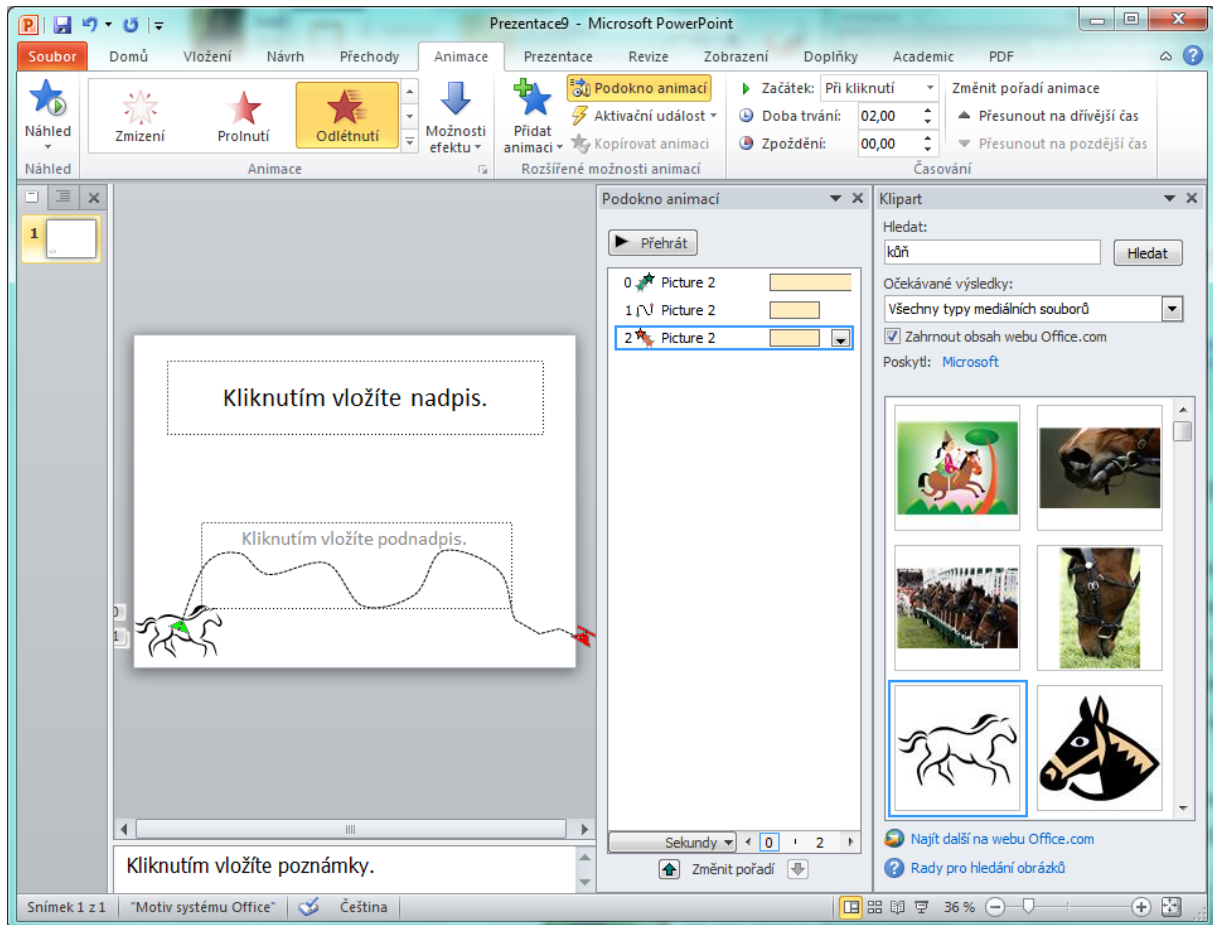 Prezentace9 - Microsoft PowerPoint
Soubor Domů Vložení Návrh Přechody Animace Prezentace Revize Zobrazení Doplňky Academic PDF
Náhled
Zmizení Prolnutí Odlétnutí
Možnosti efektu
Přidat animaci
Podokno animací
Aktivační událost
Kopírovat animaci
Začátek: Při kliknutí
Doba trvání: 02,00
Zpoždění: 00,00
Změnit pořadí animace
Přesunout na dřívější čas
Přesunout na pozdější čas
Náhled Animace Rozšířené možnosti animací Časování
1
Kliknutím vložíte nadpis.
Kliknutím vložíte podnadpis.
0
1
Kliknutím vložíte poznámky.
Podokno animací
Přehrát
0 Picture 2
1 Picture 2
2 Picture 2
Sekundy 0 2
Změnit pořadí
Klipart
Hledat:
kůň Hledat
Očekávané výsledky:
Všechny typy mediálních souborů
Zahrnout obsah webu Office.com
Poskytl: Microsoft
Najít další na webu Office.com
Rady pro hledání obrázků
Snímek 1 z 1 "Motiv systému Office" Čeština 36 %